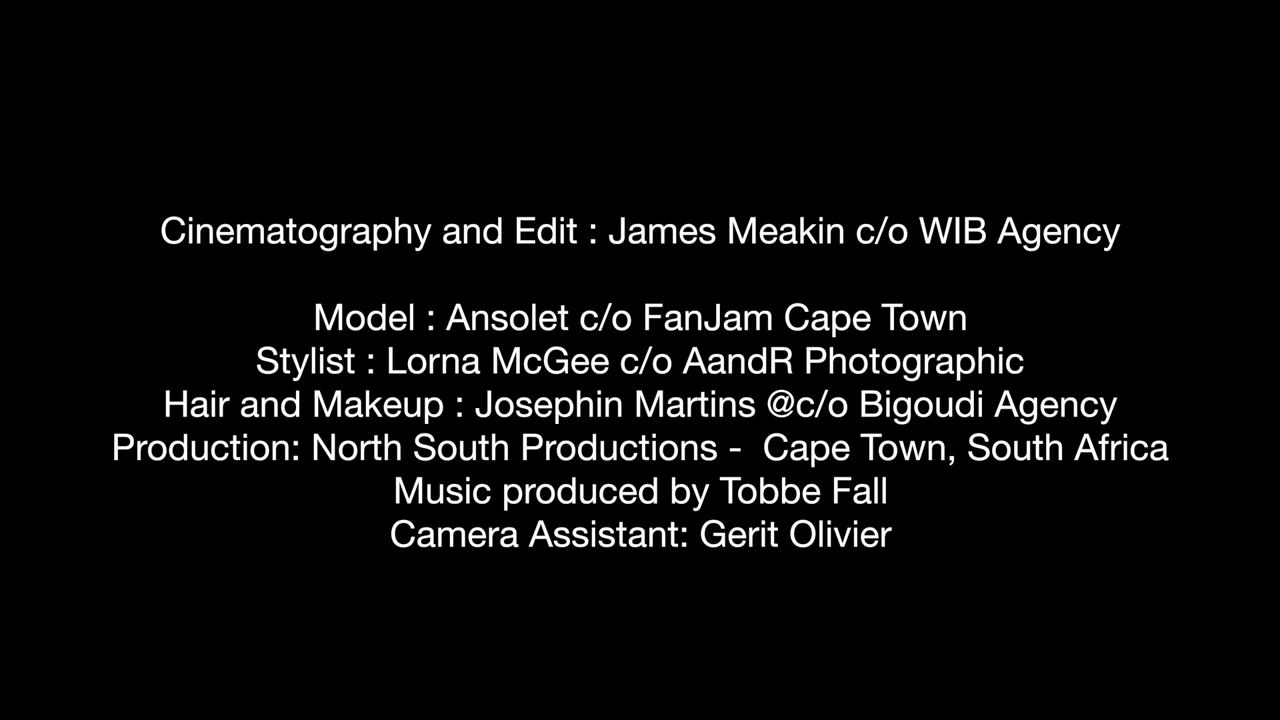 Cinematography and Edit : James Meakin c/o WIB Agency
Model : Ansolet c/o FanJam Cape Town
Stylist : Lorna McGee c/o AandR Photographic
Hair and Makeup : Josephin Martins @c/o Bigoudi Agency
Production: North South Productions -  Cape Town, South Africa
Music produced by Tobbe Fall
Camera Assistant: Gerit Olivier